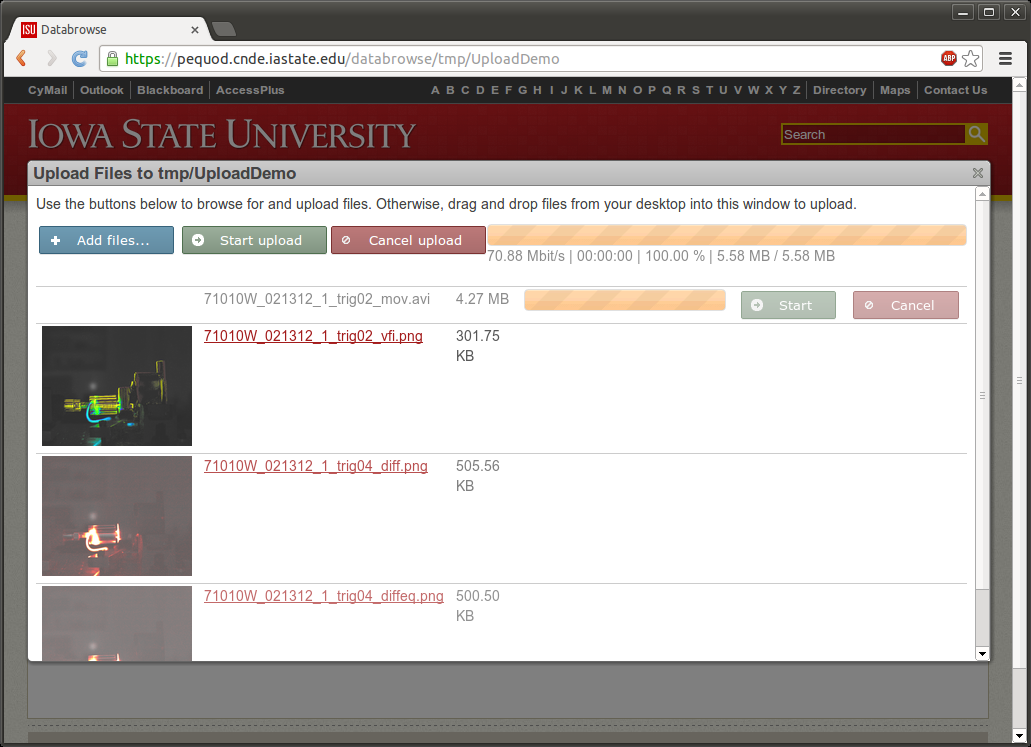 ISU Databrowse
https://pequod.cnde.iastate.edu/databrowse/tmp/UploadDemo
ABP
CyMail Outlook Blackboard AccessPlus A B C D E F G H I J K L M N O P Q R S T U V W X Y Z Directory Maps Contact Us
IOWA STATE UNIVERSITY
Search
Upload Files to tmp/UploadDemo
Use the buttons below to browse for and upload files. Otherwise, drag and drop files from your desktop into this window to upload.
Add files... Start upload Cancel upload
70.88 Mbit/s | 00:00:00 | 100.00 % | 5.58 MB / 5.58 MB
71010W_021312_1_trig02_mov.avi 4.27 MB Start Cancel
71010W_021312_1_trig02_vfi.png 301.75
KB
71010W_021312_1_trig04_diff.png 505.56
KB
71010W_021312_1_trig04_diffeq.png 500.50
KB